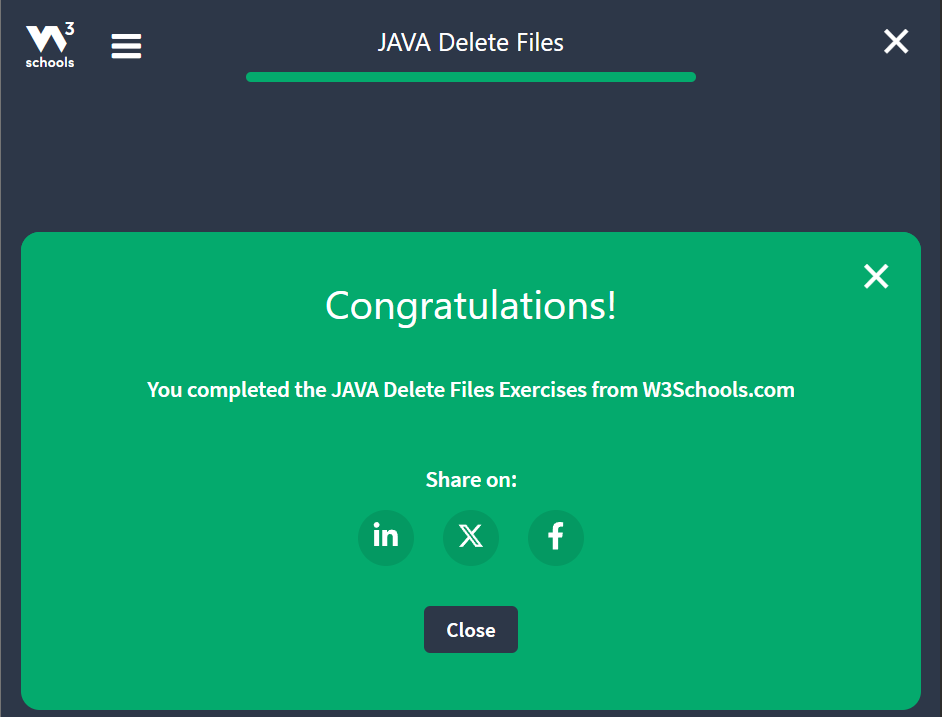 W3
schools
JAVA Delete Files
Congratulations!
You completed the JAVA Delete Files Exercises from W3Schools.com
Share on:
in
X
f
Close